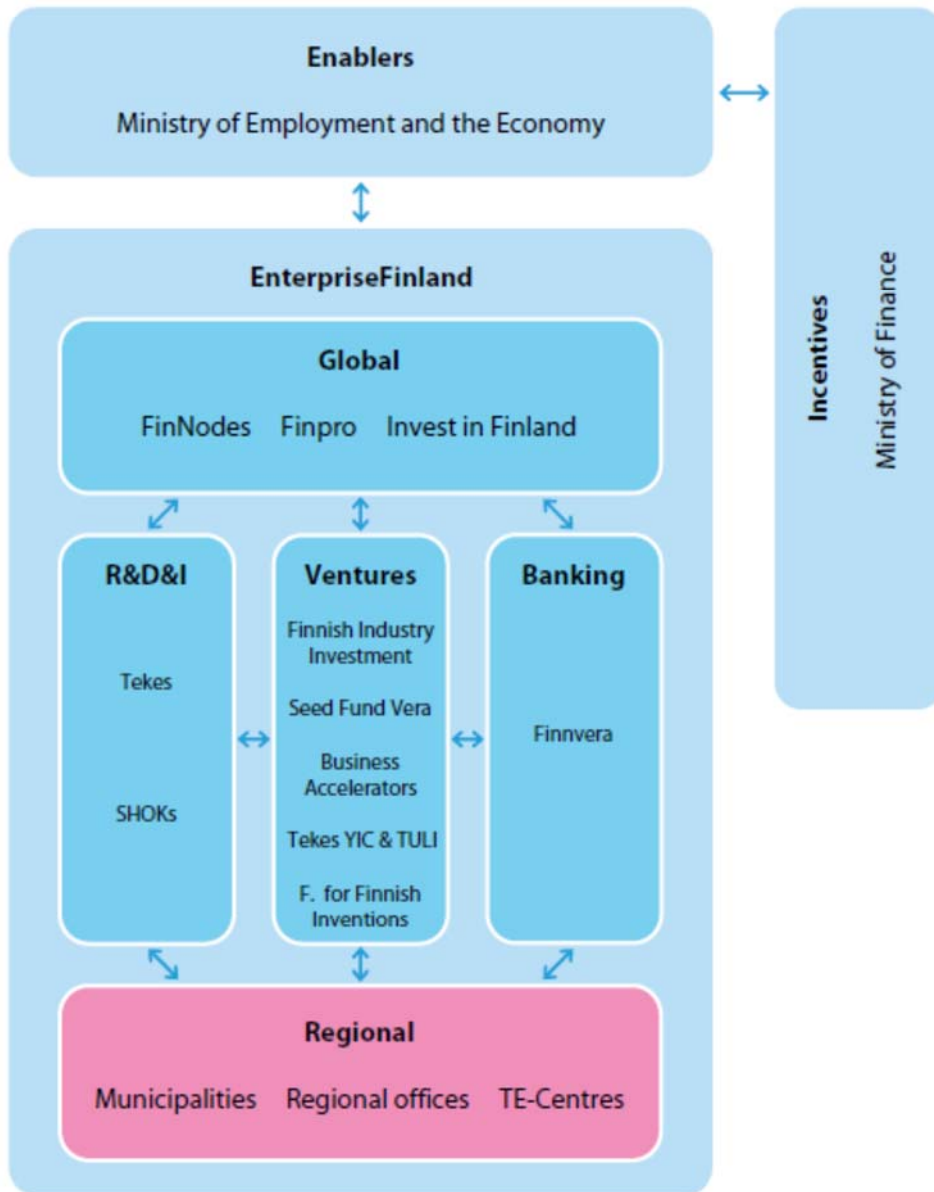 Enablers
Ministry of Employment and the Economy
EnterpriseFinland
Global
FinNodes Finpro Invest in Finland
R&D&I
Tekes
SHOKs
Ventures
Finnish Industry
Investment
Seed Fund Vera
Business
Accelerators
Tekes YIC & TULI
F. for Finnish
Inventions
Banking
Finnvera
Regional
Municipalities Regional offices TE-Centres
Incentives
Ministry of Finance